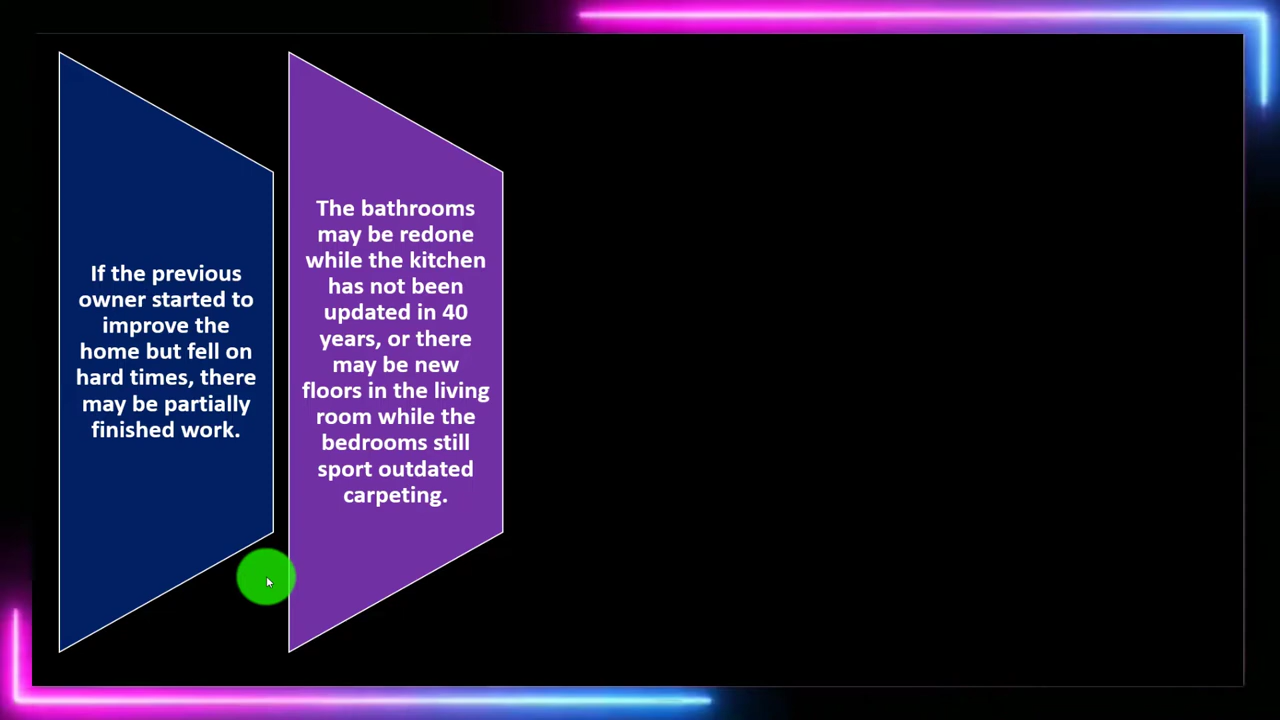 If the previous
owner started to
improve the
home but fell on
hard times, there
may be partially
finished work.
The bathrooms
may be redone
while the kitchen
has not been
updated in 40
years, or there
may be new
floors in the living
room while the
bedrooms still
sport outdated
carpeting.